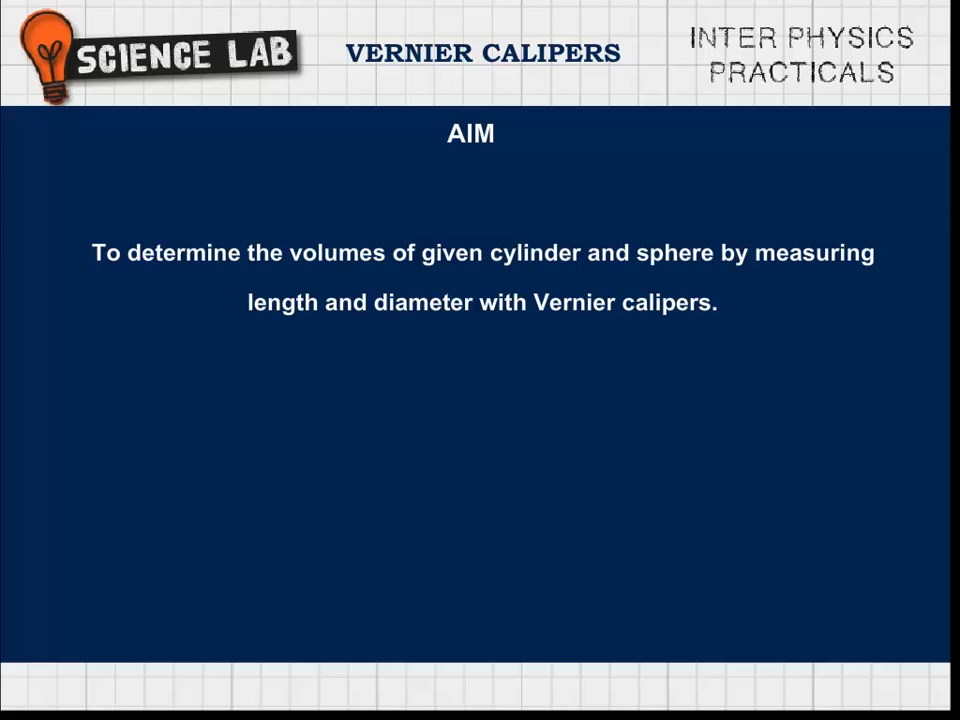 SCIENCE LAB
VERNIER CALIPERS
INTER PHYSICS
PRACTICALS
AIM
To determine the volumes of given cylinder and sphere by measuring
length and diameter with Vernier calipers.